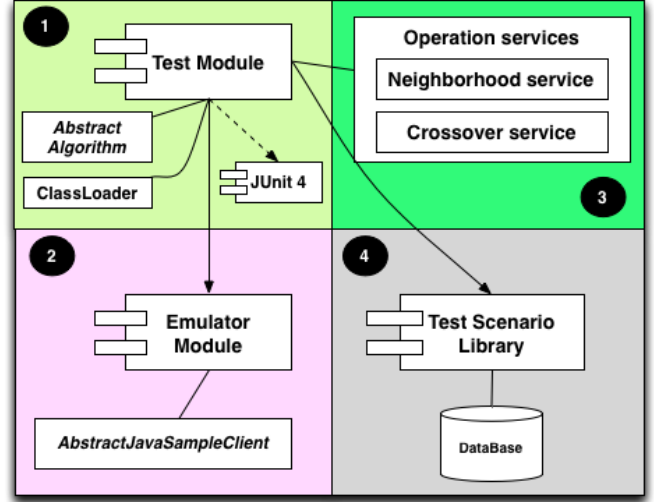 1
Test Module
Abstract
Algorithm
ClassLoader
JUnit 4
Operation services
Neighborhood service
Crossover service
3
2
Emulator
Module
AbstractJavaSampleClient
4
Test Scenario
Library
DataBase